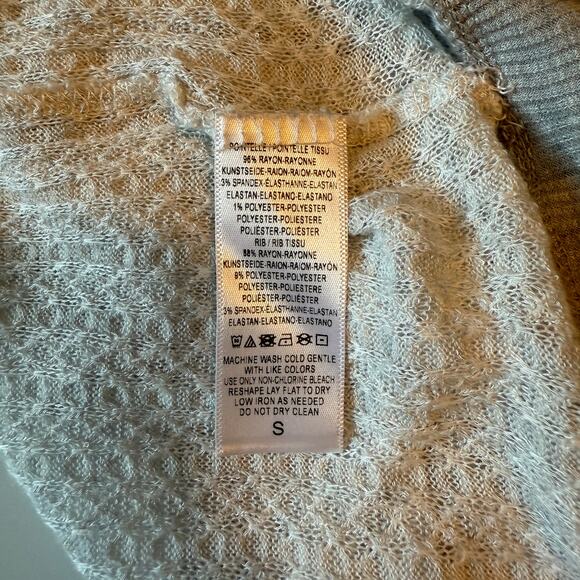 POINTELLE / POINTELLE TISSU
96% RAYON-RAYONNE
KUNSTSEIDE-RAION-RAIOM-RAYÓN
3% SPANDEX-ÉLASTHANNE-ELASTAN
ELASTAN-ELASTANO-ELASTANO
1% POLYESTER-POLYESTER
POLYESTER-POLIESTERE
POLIÉSTER-POLIÉSTER
RIB / RIB TISSU
88% RAYON-RAYONNE
KUNSTSEIDE-RAION-RAIOM-RAYÓN
9% POLYESTER-POLYESTER
POLYESTER-POLIESTERE
POLIÉSTER-POLIÉSTER
3% SPANDEX-ÉLASTHANNE-ELASTAN
ELASTAN-ELASTANO-ELASTANO
MACHINE WASH COLD GENTLE
WITH LIKE COLORS
USE ONLY NON-CHLORINE BLEACH
RESHAPE LAY FLAT TO DRY
LOW IRON AS NEEDED
DO NOT DRY CLEAN
S